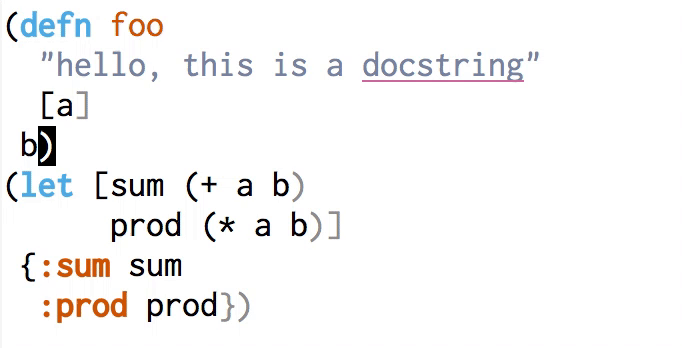 (defn foo
  "hello, this is a docstring"
  [a]
 b)
(let [sum (+ a b)
      prod (* a b)]
 {:sum sum
  :prod prod})